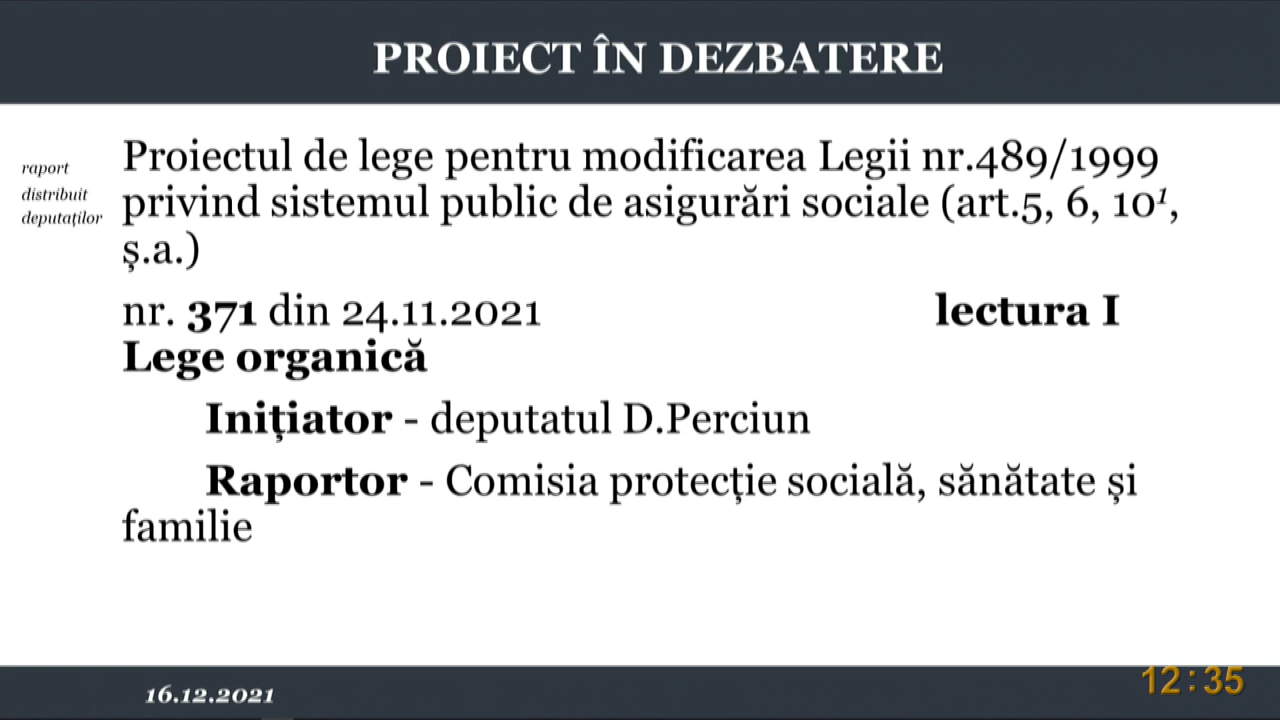 PROIECT ÎN DEZBATERE
raport
distribuit
deputaților
Proiectul de lege pentru modificarea Legii nr.489/1999
privind sistemul public de asigurări sociale (art.5, 6, 10¹,
ș.a.)
nr. 371 din 24.11.2021 lectura I
Lege organică
Inițiator - deputatul D.Perciun
Raportor - Comisia protecție socială, sănătate și
familie
16.12.2021
12:35